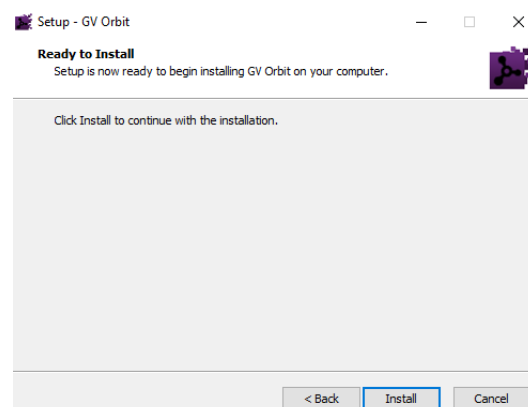 Setup - GV Orbit
Ready to Install
Setup is now ready to begin installing GV Orbit on your computer.
Click Install to continue with the installation.
< Back
Install
Cancel